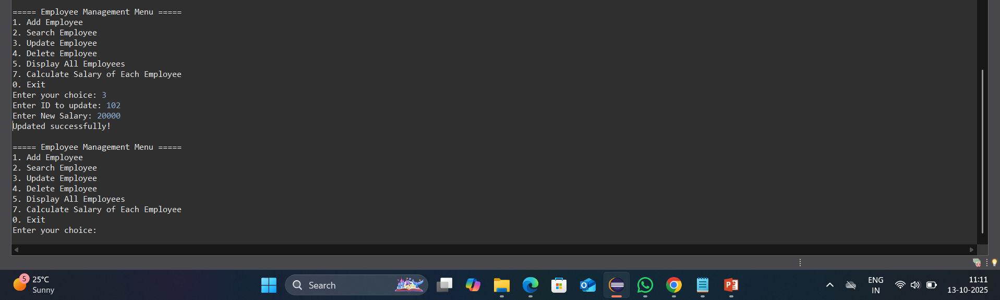 ===== Employee Management Menu =====
1. Add Employee
2. Search Employee
3. Update Employee
4. Delete Employee
5. Display All Employees
7. Calculate Salary of Each Employee
0. Exit
Enter your choice: 3
Enter ID to update: 102
Enter New Salary: 20000
Updated successfully!
===== Employee Management Menu =====
1. Add Employee
2. Search Employee
3. Update Employee
4. Delete Employee
5. Display All Employees
7. Calculate Salary of Each Employee
0. Exit
Enter your choice:
5
25°C
Sunny
Search
ENG
IN
11:11
13-10-2025